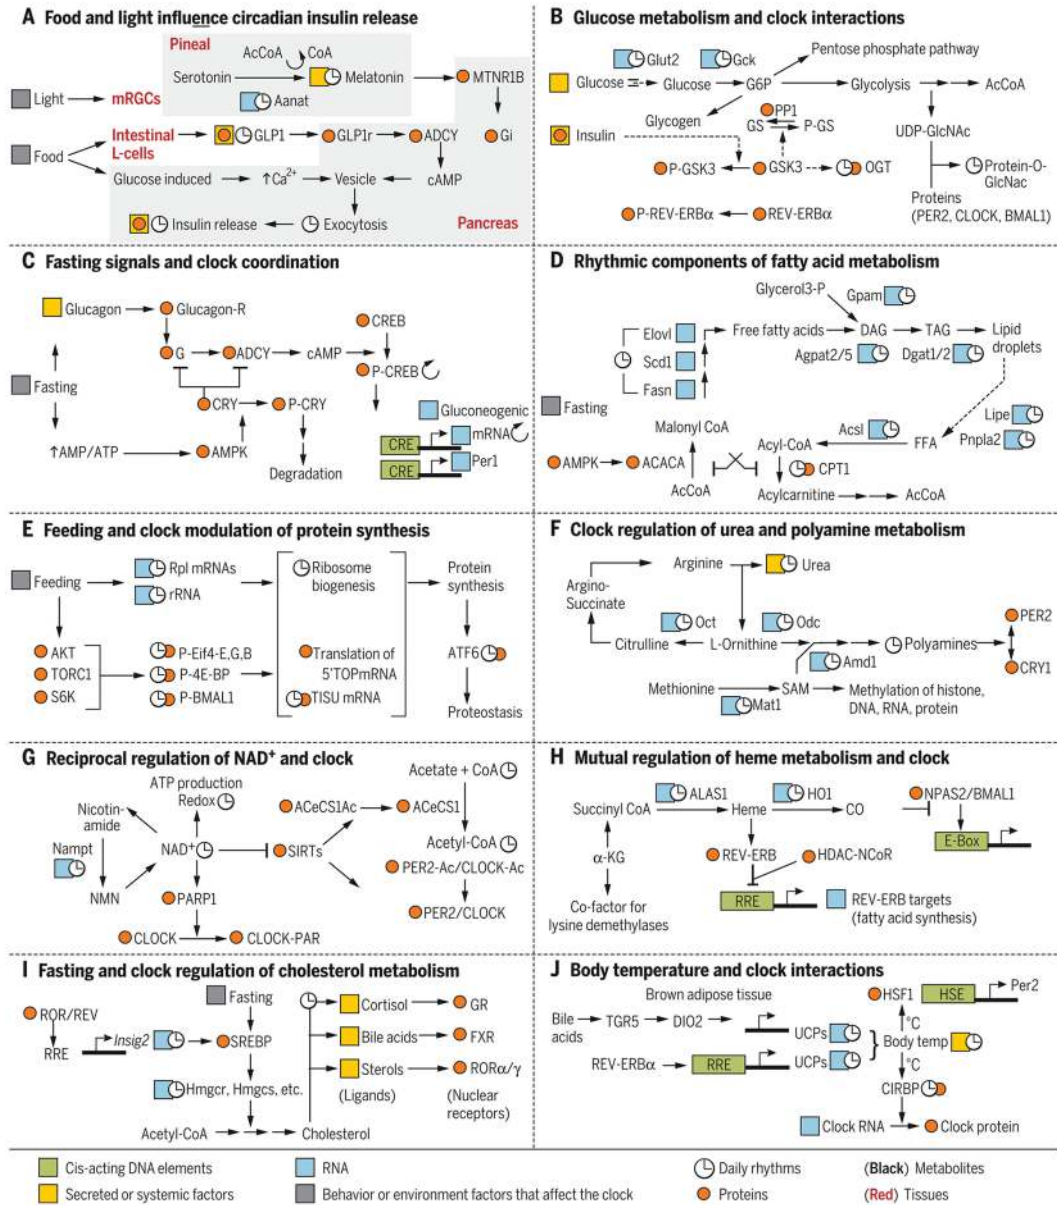 A Food and light influence circadian insulin release
Pineal
AcCoA CoA
Serotonin Melatonin MTNR1B
Aanat
Light mRGCs
Intestinal L-cells
GLP1 GLP1r ADCY Gi
Food
Glucose induced ↑Ca2+ Vesicle cAMP
Insulin release Exocytosis
Pancreas
B Glucose metabolism and clock interactions
Glut2 Gck
Pentose phosphate pathway
Glucose Glucose G6P Glycolysis AcCoA
Glycogen
PP1
GS P-GS
UDP-GlcNAc
Insulin
P-GSK3 GSK3 OGT
Protein-O-GlcNac
Proteins
(PER2, CLOCK, BMAL1)
P-REV-ERBα REV-ERBα
C Fasting signals and clock coordination
Glucagon Glucagon-R
CREB
G ADCY cAMP
P-CREB
Fasting
CRY P-CRY
Gluconeogenic
CRE mRNA
CRE Per1
↑AMP/ATP AMPK
Degradation
D Rhythmic components of fatty acid metabolism
Glycerol3-P Gpam
Elovl
Free fatty acids DAG TAG Lipid droplets
Scd1
Agpat2/5 Dgat1/2
Fasn
Fasting
Lipe
Malonyl CoA Acsl
Pnpla2
Acyl-CoA FFA
AMPK ACACA
CPT1
AcCoA
Acylcarnitine AcCoA
E Feeding and clock modulation of protein synthesis
Feeding
Rpl mRNAs
rRNA
Ribosome biogenesis
Protein synthesis
AKT P-Eif4-E,G,B
TORC1 P-4E-BP
S6K P-BMAL1
Translation of
5'TOPmRNA
TISU mRNA
ATF6
Proteostasis
F Clock regulation of urea and polyamine metabolism
Arginine Urea
Argino-
Succinate
Oct Odc
Citrulline L-Ornithine Polyamines
PER2
CRY1
Amd1
Methionine SAM Methylation of histone,
DNA, RNA, protein
Mat1
G Reciprocal regulation of NAD+ and clock
ATP production
Redox
Acetate + CoA
Nicotin-
amide
ACeCS1Ac ACeCS1
Nampt
NAD+ SIRTs
Acetyl-CoA
PER2-Ac/CLOCK-Ac
NMN
PARP1
PER2/CLOCK
CLOCK CLOCK-PAR
H Mutual regulation of heme metabolism and clock
ALAS1 HO1
NPAS2/BMAL1
Succinyl CoA Heme CO
E-Box
α-KG
REV-ERB HDAC-NCoR
Co-factor for
lysine demethylases
RRE
REV-ERB targets
(fatty acid synthesis)
I Fasting and clock regulation of cholesterol metabolism
Fasting
ROR/REV
RRE
Insig2
SREBP
Hmgcr, Hmgcs, etc.
Acetyl-CoA Cholesterol
Cortisol GR
Bile acids FXR
Sterols RORα/γ
(Ligands) (Nuclear
receptors)
J Body temperature and clock interactions
Brown adipose tissue
HSF1 HSE Per2
Bile
acids
TGR5 DIO2
UCPs
°C
Body temp
REV-ERBα RRE UCPs
°C
CIRBP
Clock RNA Clock protein
Cis-acting DNA elements
RNA
Daily rhythms
(Black) Metabolites
Secreted or systemic factors
Behavior or environment factors that affect the clock
Proteins
(Red) Tissues